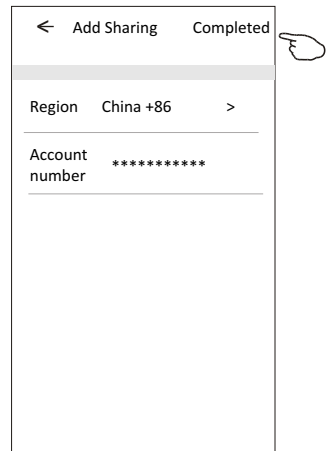 ← Add Sharing Completed
Region China +86 >
Account
number ***********